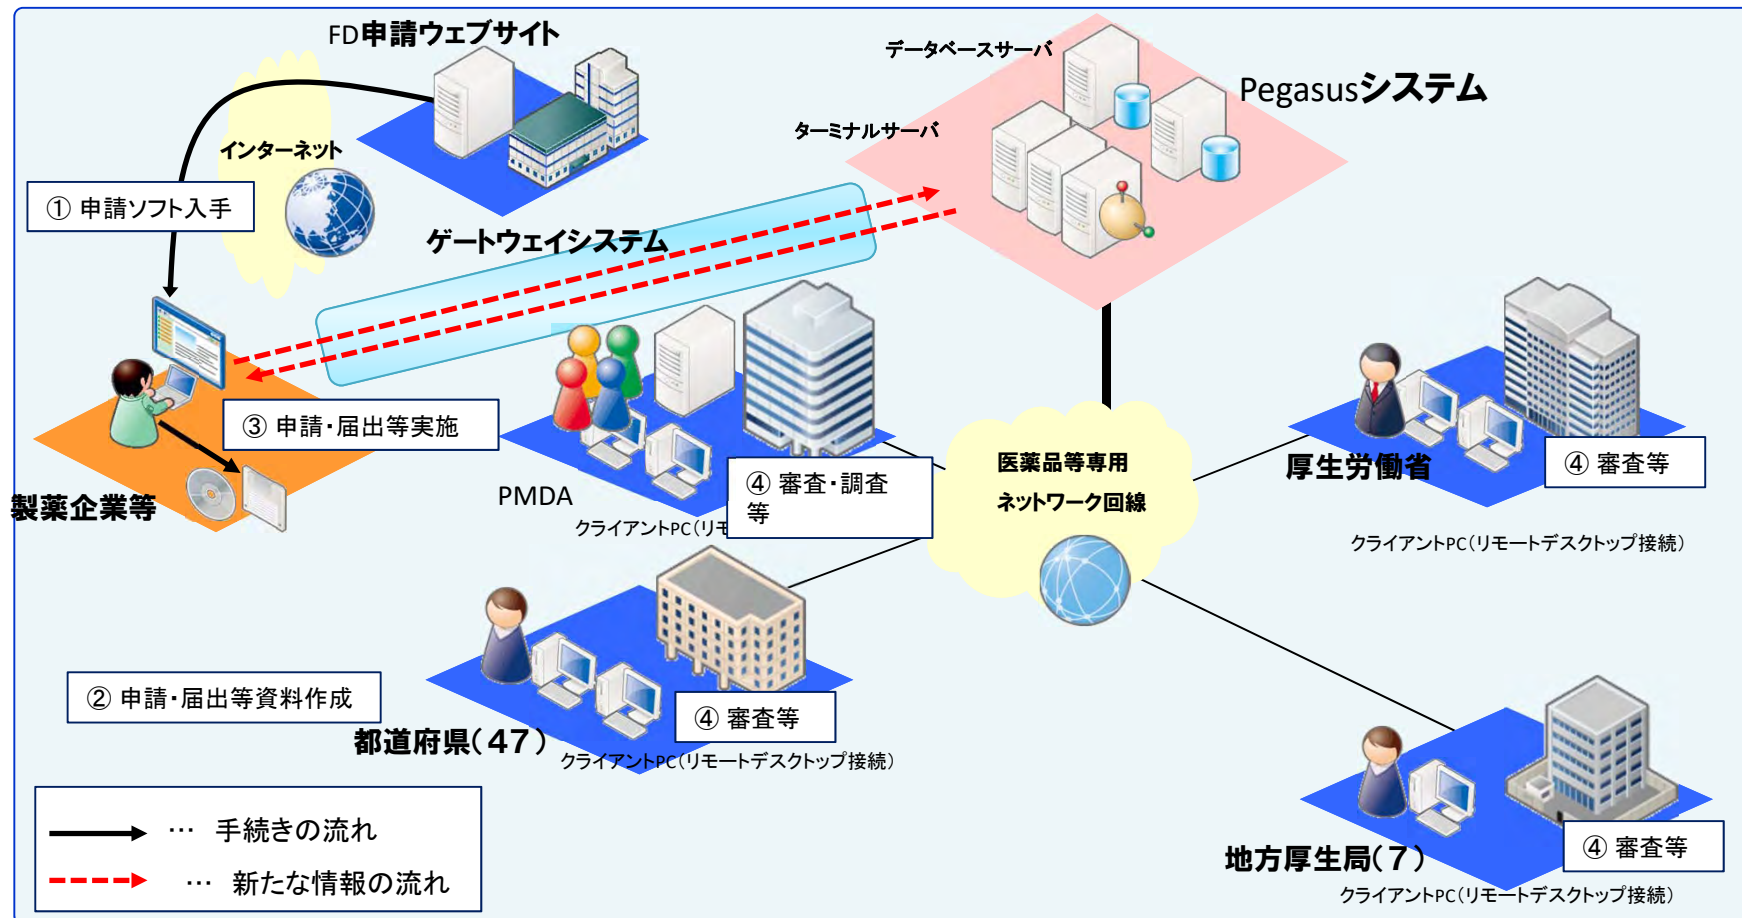 FD申請ウェブサイト
データベースサーバ
Pegasusシステム
ターミナルサーバ
インターネット
① 申請ソフト入手
ゲートウェイシステム
③ 申請・届出等実施
製薬企業等
PMDA
④ 審査・調査
等
クライアントPC(リモ
医薬品等専用
ネットワーク回線
厚生労働省
④ 審査等
クライアントPC(リモートデスクトップ接続)
② 申請・届出等資料作成
都道府県(47)
④ 審査等
クライアントPC(リモートデスクトップ接続)
地方厚生局(7)
④ 審査等
クライアントPC(リモートデスクトップ接続)
… 手続きの流れ
… 新たな情報の流れ